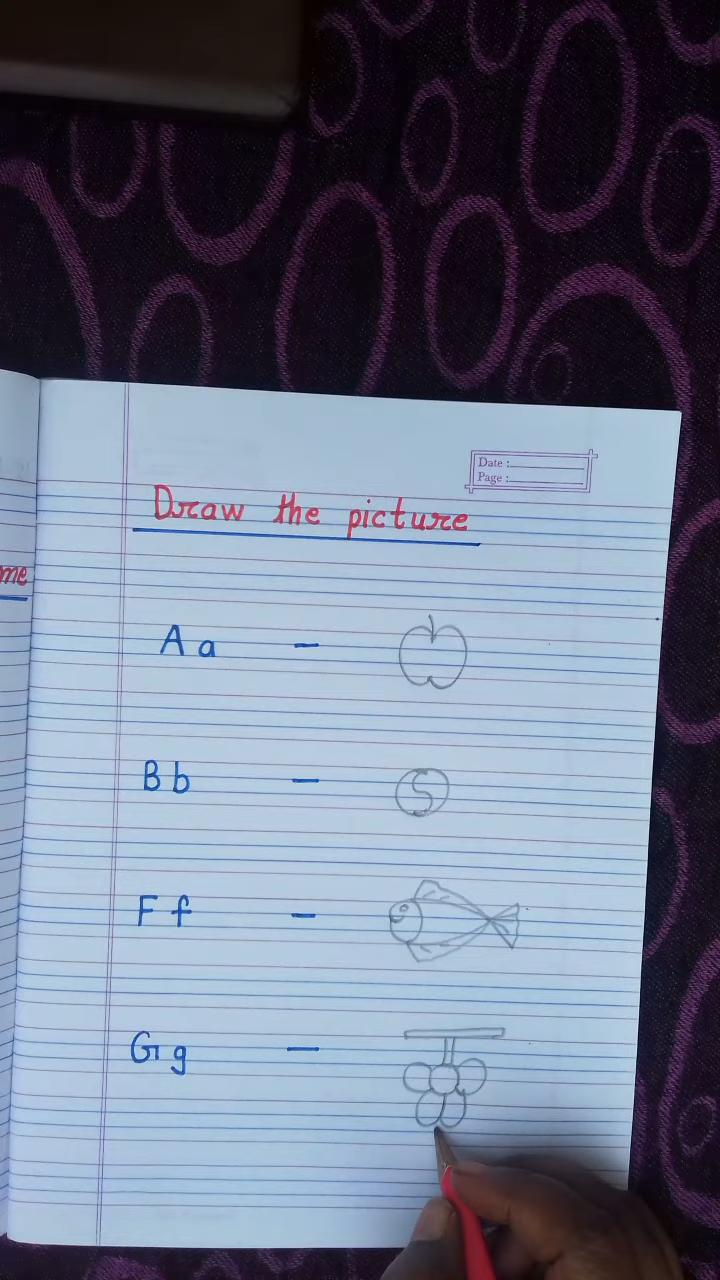 Date :
Page :
Draw the picture
me
A a –
B b –
S
F f –
G g –